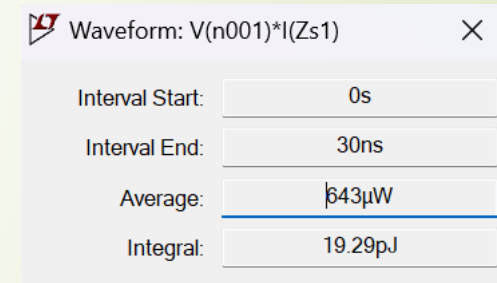 Waveform: V(n001)*I(Zs1)
Interval Start: 0s
Interval End: 30ns
Average: 643µW
Integral: 19.29pJ